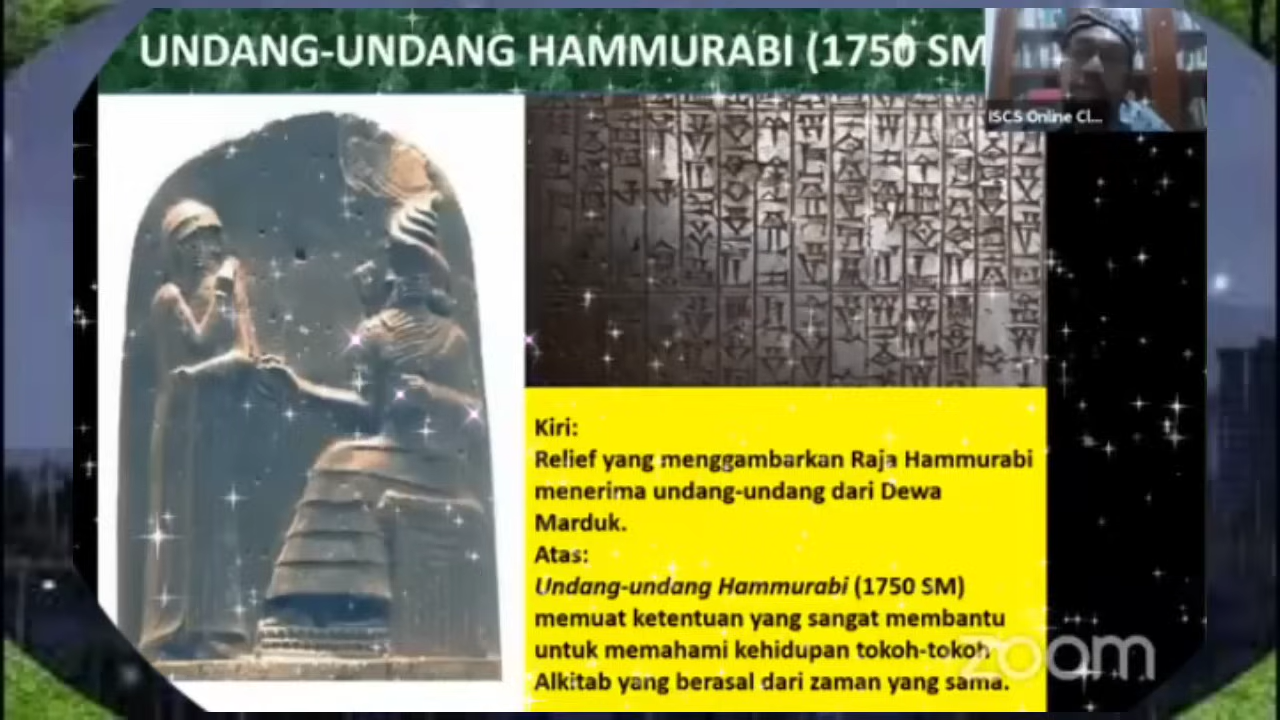 UNDANG-UNDANG HAMMURABI (1750 SM
ISCS Online Cl...
Kiri:
Relief yang menggambarkan Raja Hammurabi
menerima undang-undang dari Dewa
Marduk.
Atas:
Undang-undang Hammurabi (1750 SM)
memuat ketentuan yang sangat membantu
untuk memahami kehidupan tokoh-tokoh
Alkitab yang berasal dari zaman yang sama.
zoom